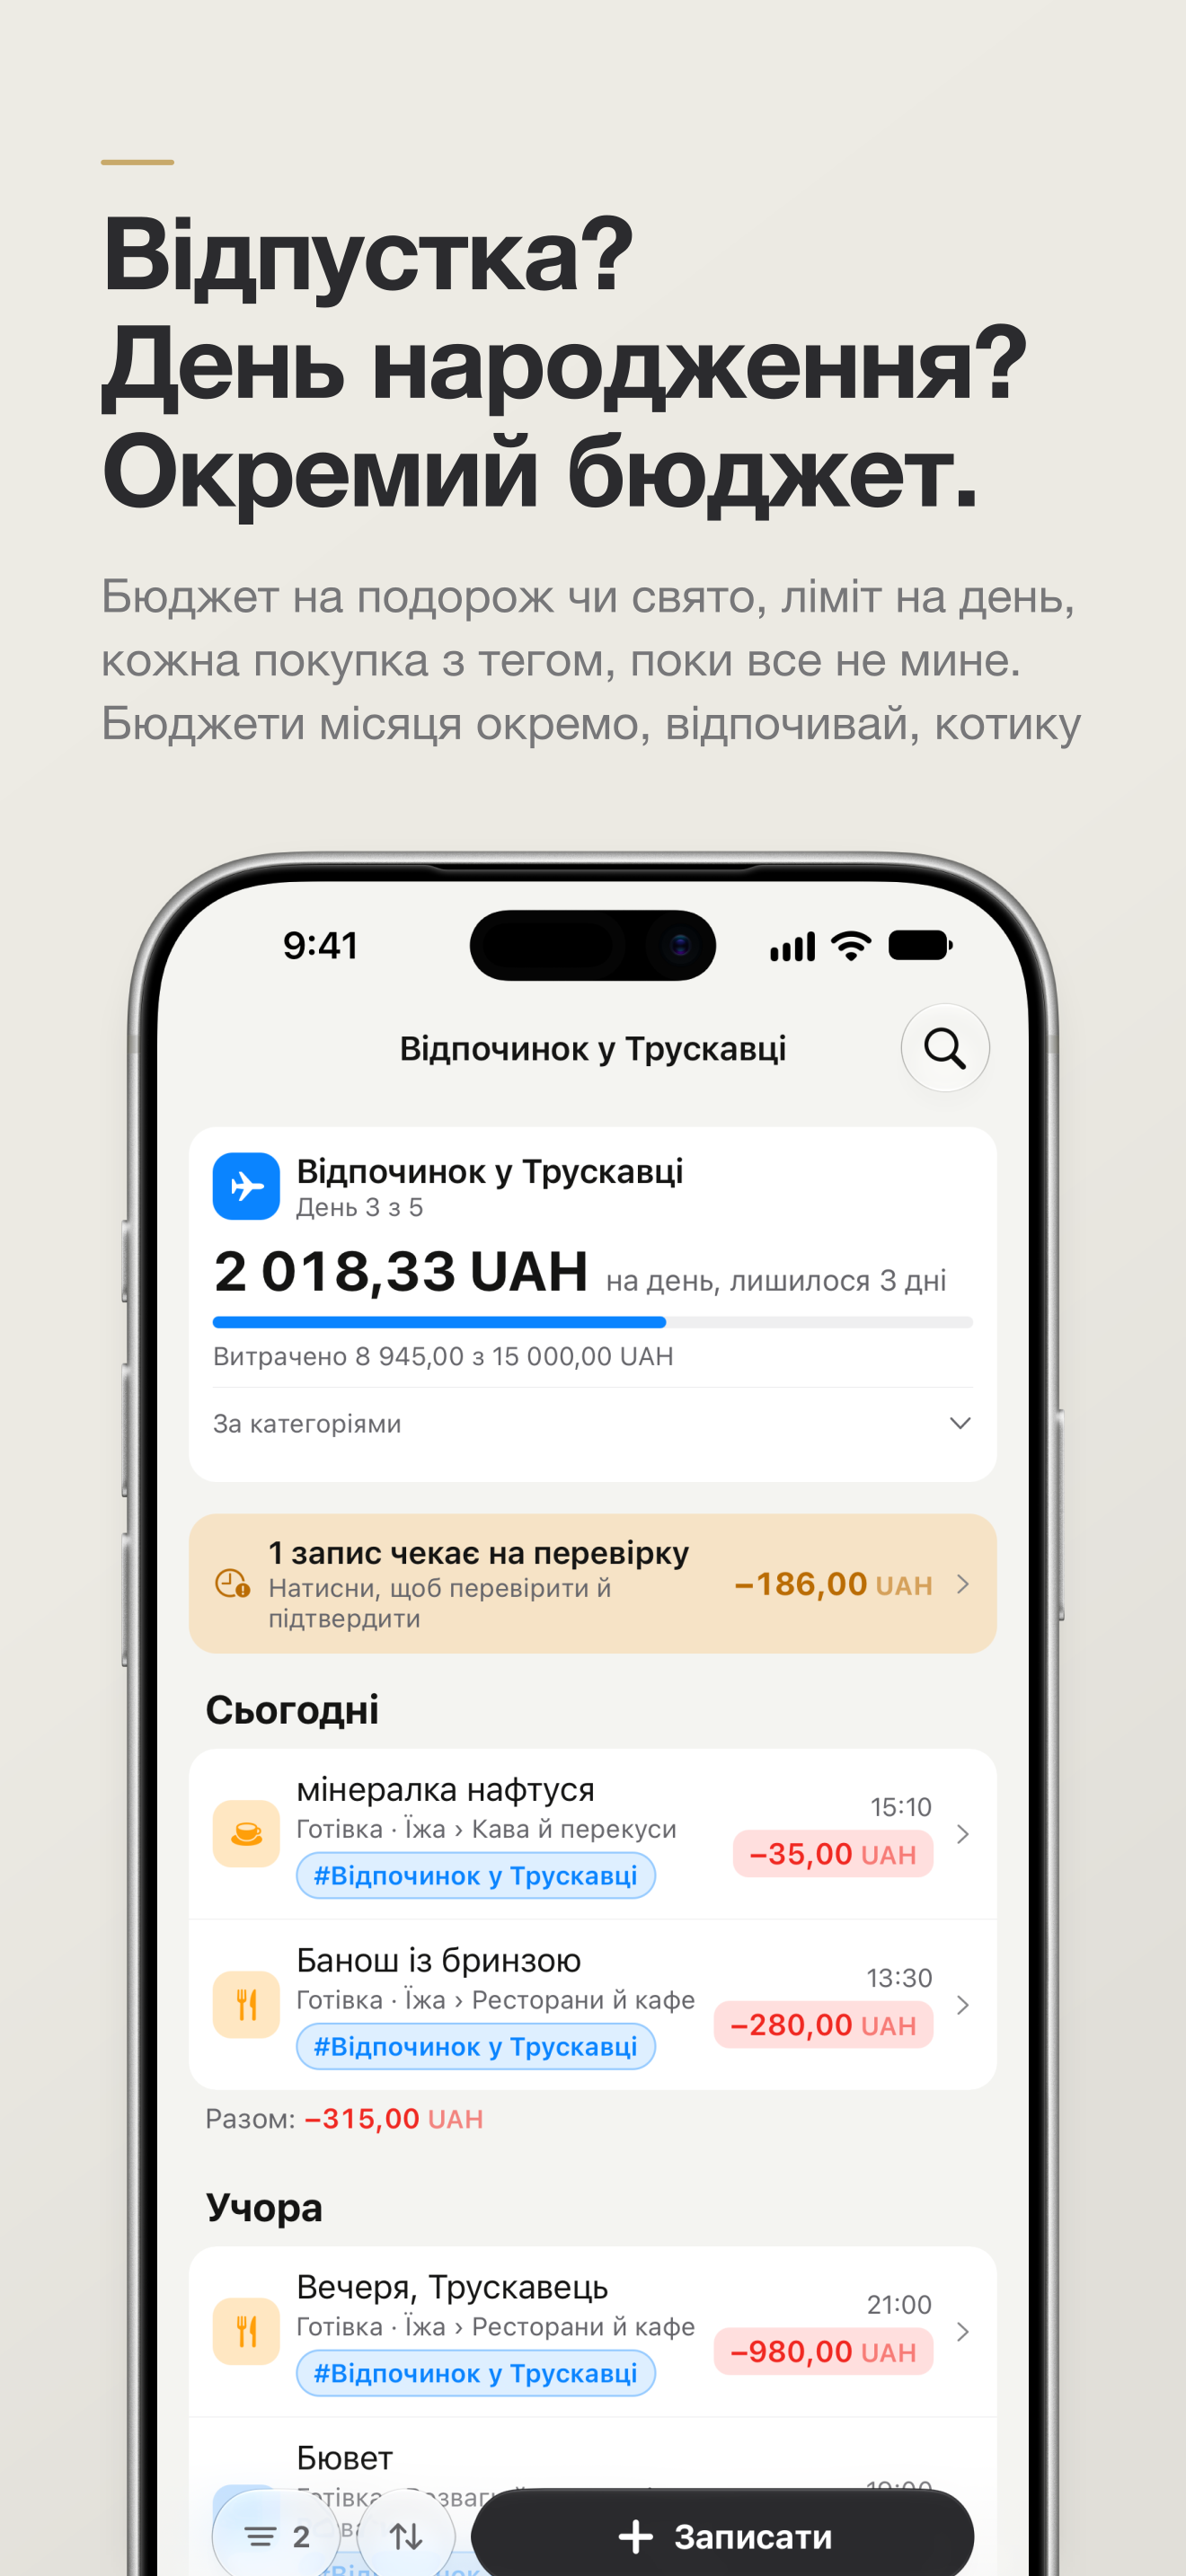 Відпустка?
День народження?
Окремий бюджет.
Бюджет на подорож чи свято, ліміт на день,
кожна покупка з тегом, поки все не мине.
Бюджети місяця окремо, відпочивай, котику
9:41
Відпочинок у Трускавці
Відпочинок у Трускавці
День 3 з 5
2 018,33 UAH на день, лишилося 3 дні
Витрачено 8 945,00 з 15 000,00 UAH
За категоріями
1 запис чекає на перевірку
Натисни, щоб перевірити й
підтвердити
–186,00 UAH
Сьогодні
мінералка нафтуся
Готівка · Їжа › Кава й перекуси
#Відпочинок у Трускавці
15:10
–35,00 UAH
Банош із бринзою
Готівка · Їжа › Ресторани й кафе
#Відпочинок у Трускавці
13:30
–280,00 UAH
Разом: –315,00 UAH
Учора
Вечеря, Трускавець
Готівка · Їжа › Ресторани й кафе
#Відпочинок у Трускавці
21:00
–980,00 UAH
Бювет
2
Записати